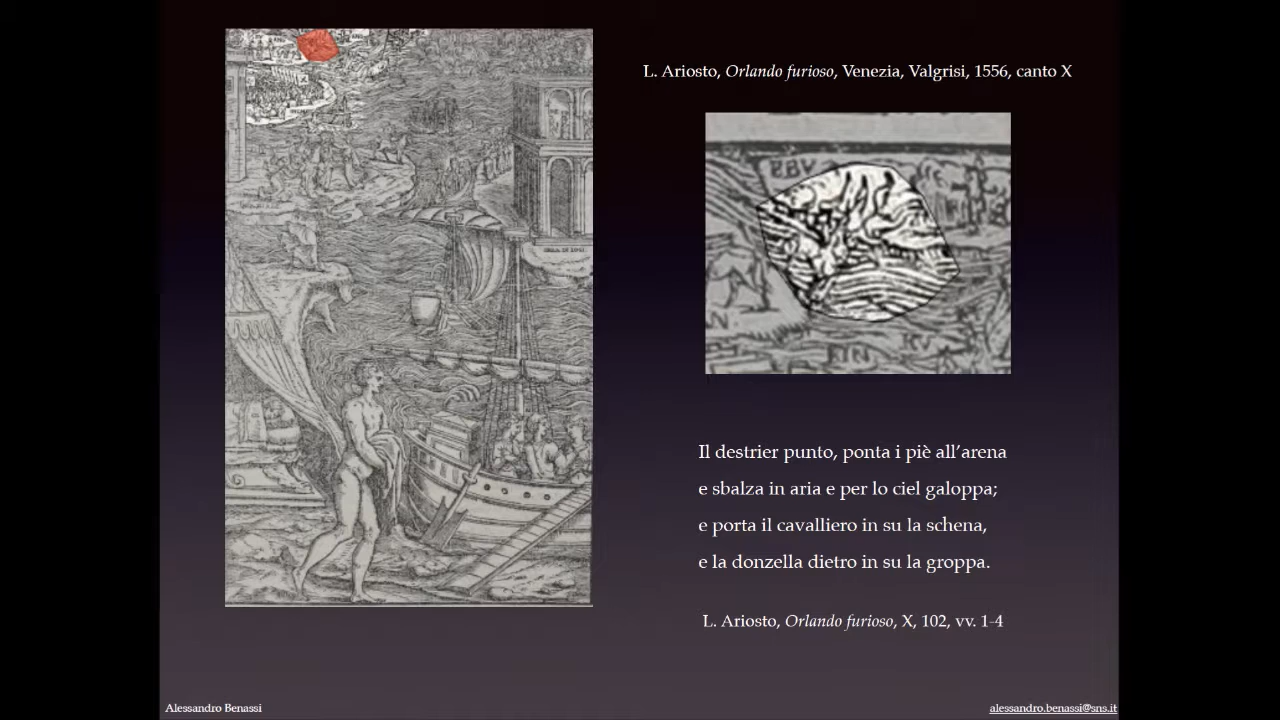 L. Ariosto, Orlando furioso, Venezia, Valgrisi, 1556, canto X
EBV
N
RIN
Il destrier punto, ponta i piè all’arena
e sbalza in aria e per lo ciel galoppa;
e porta il cavalliero in su la schena,
e la donzella dietro in su la groppa.
L. Ariosto, Orlando furioso, X, 102, vv. 1-4
Alessandro Benassi
alessandro.benassi@sns.it